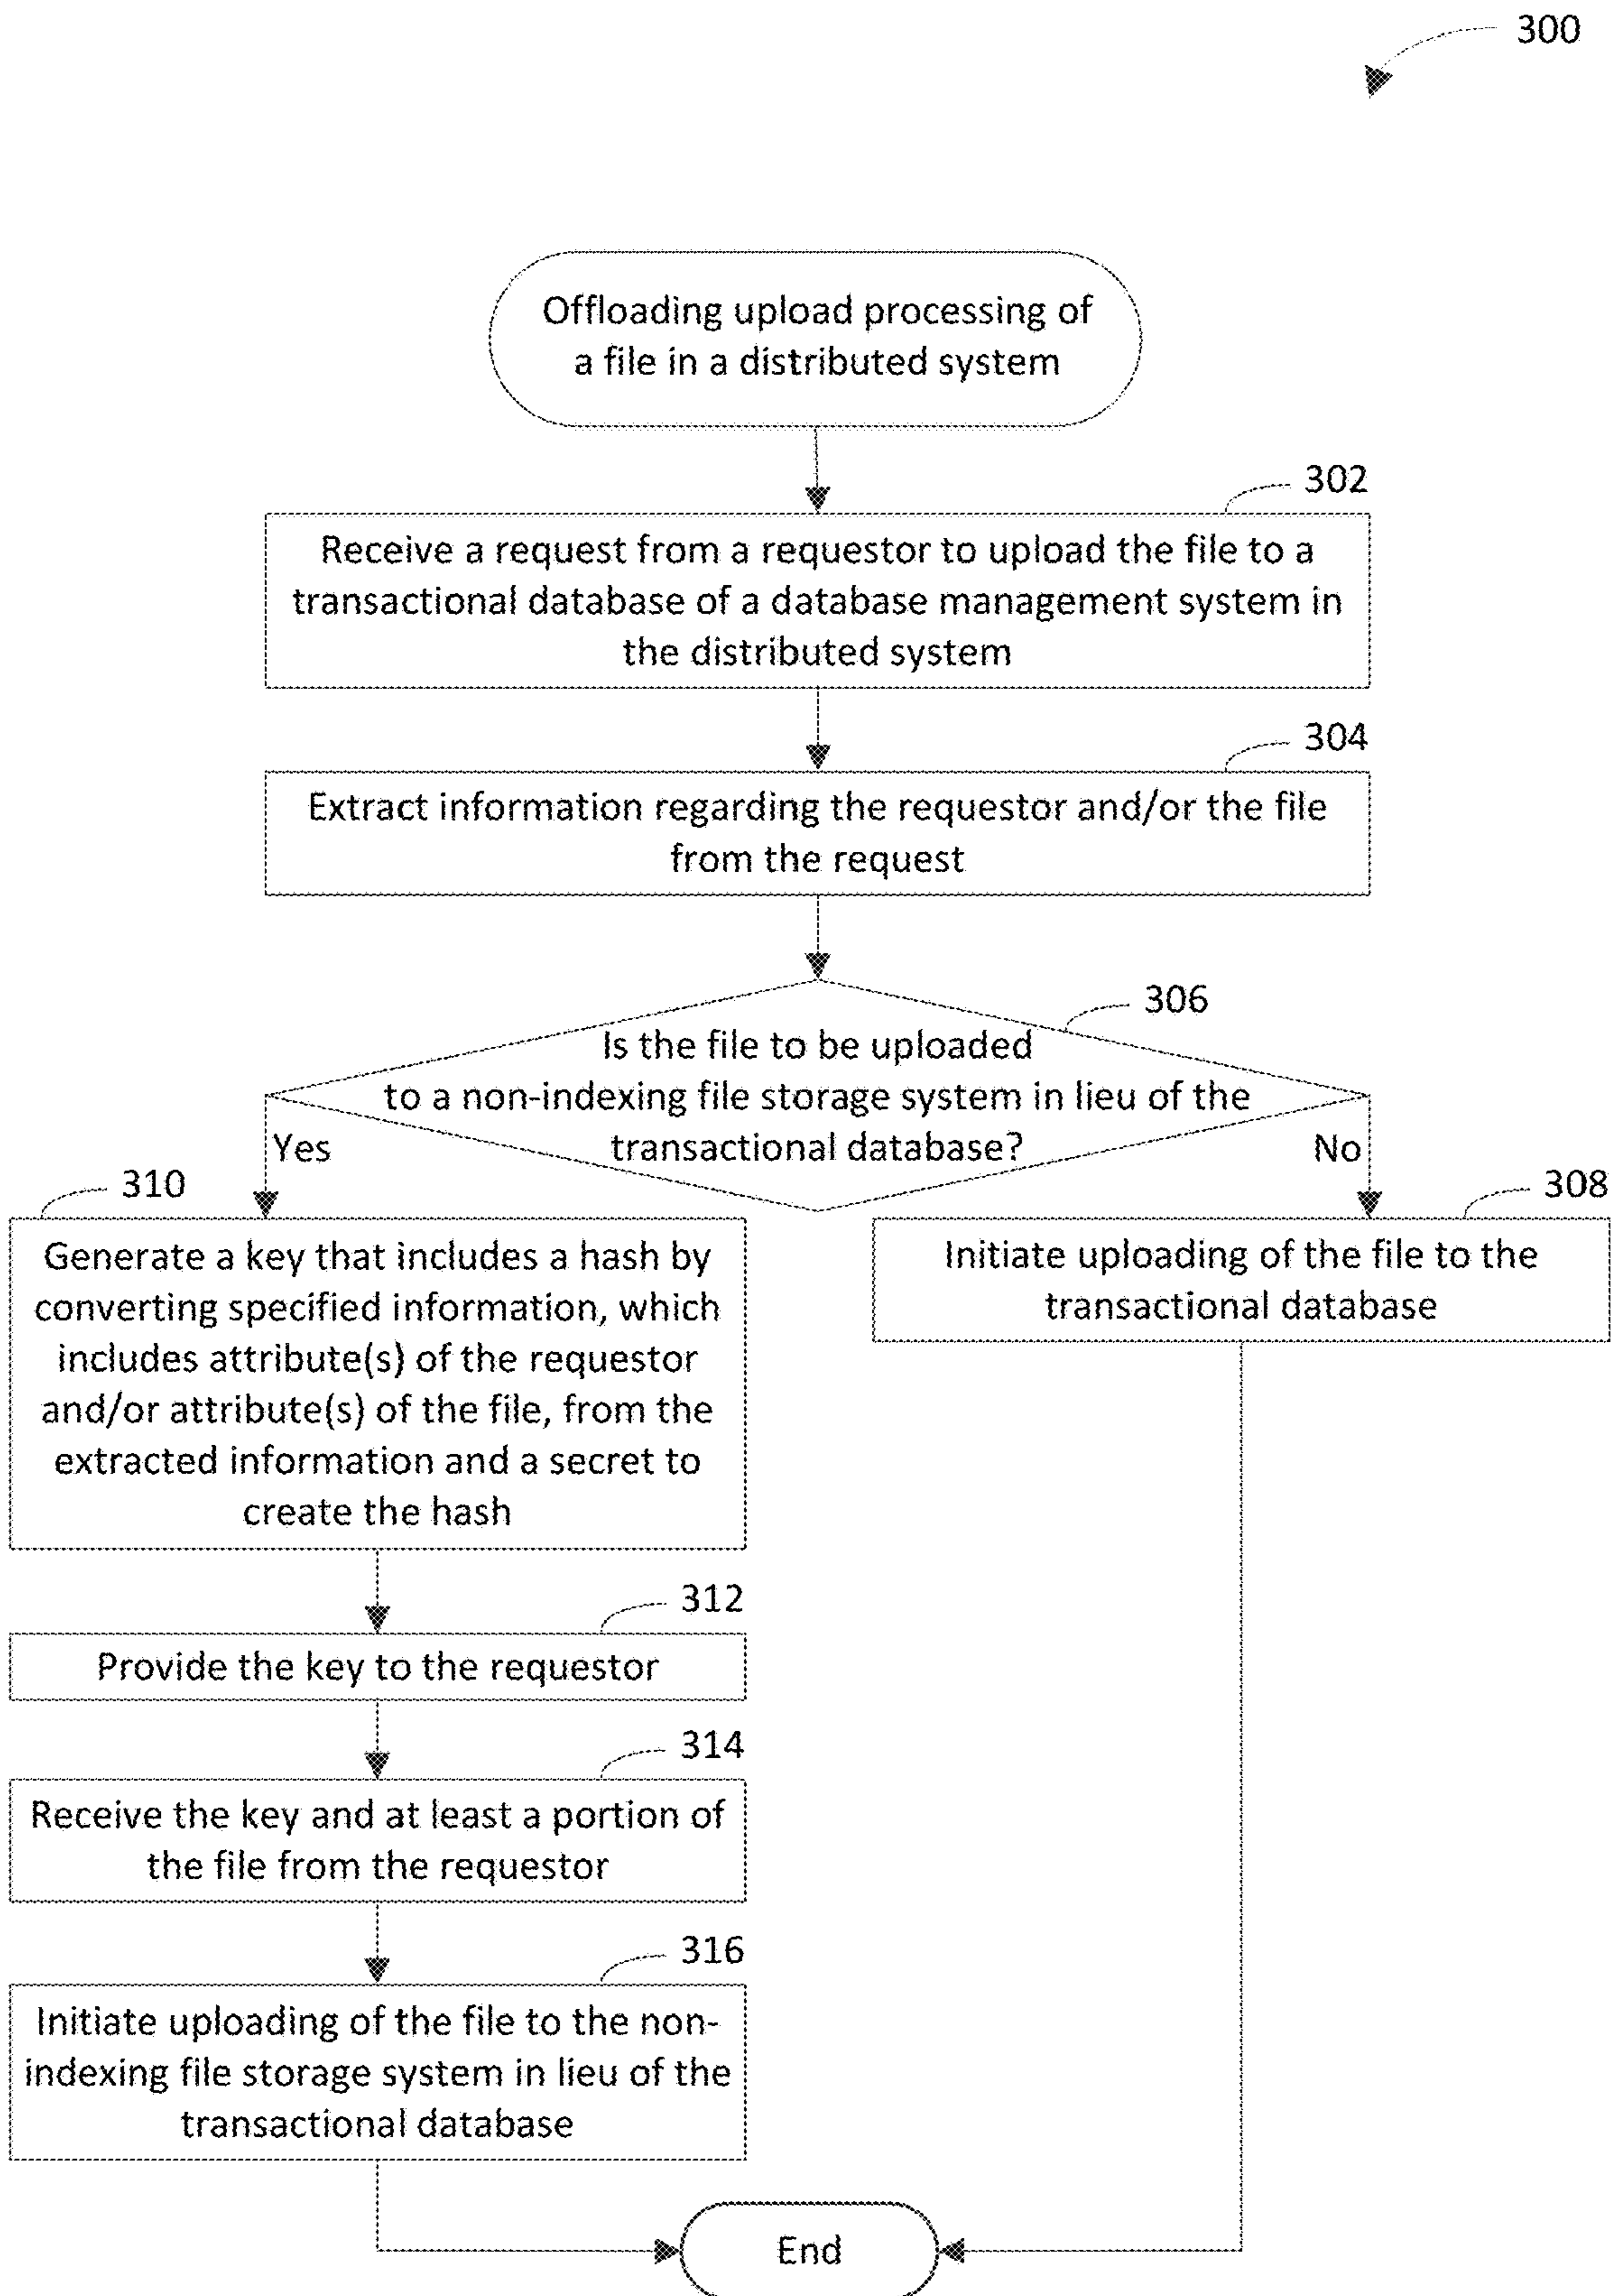 300
Offloading upload processing of
a file in a distributed system
302
Receive a request from a requestor to upload the file to a
transactional database of a database management system in
the distributed system
304
Extract information regarding the requestor and/or the file
from the request
306
Is the file to be uploaded
to a non-indexing file storage system in lieu of the
transactional database?
Yes
No
310
Generate a key that includes a hash by
converting specified information, which
includes attribute(s) of the requestor
and/or attribute(s) of the file, from the
extracted information and a secret to
create the hash
308
Initiate uploading of the file to the
transactional database
312
Provide the key to the requestor
314
Receive the key and at least a portion of
the file from the requestor
316
Initiate uploading of the file to the non-
indexing file storage system in lieu of the
transactional database
End